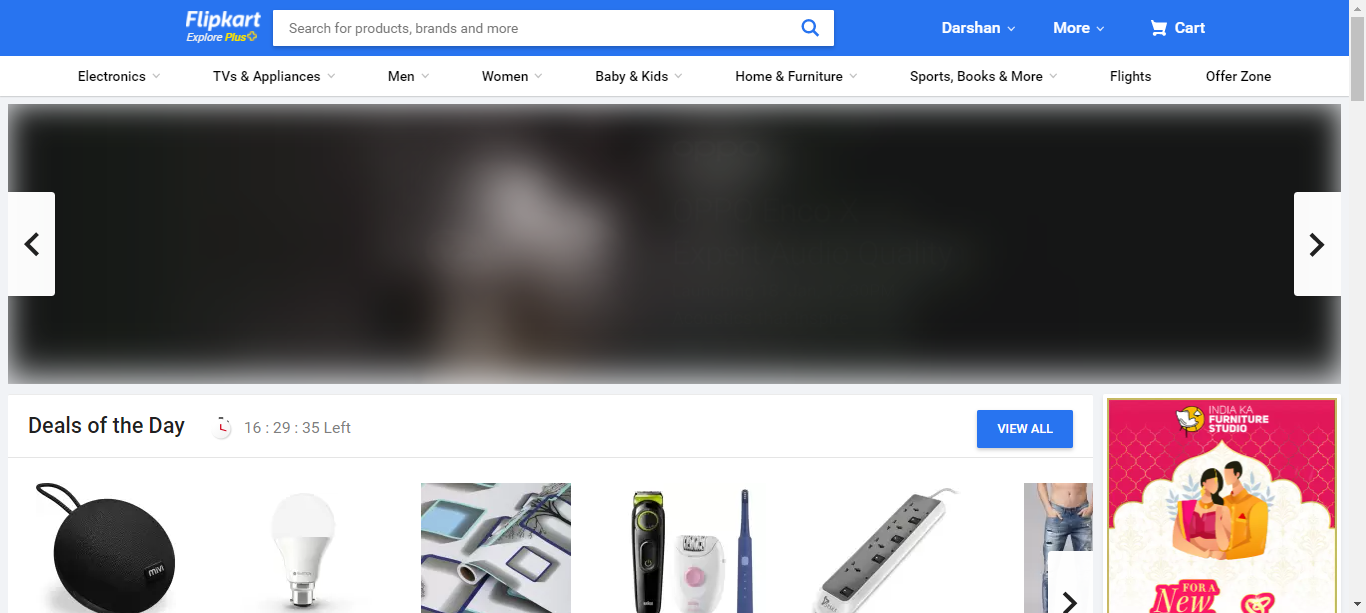 Flipkart
Explore Plus
Search for products, brands and more
Darshan
More
Cart
Electronics
TVs & Appliances
Men
Women
Baby & Kids
Home & Furniture
Sports, Books & More
Flights
Offer Zone
Deals of the Day
16 : 29 : 35 Left
VIEW ALL
mivi
INDIA KA
FURNITURE
STUDIO
FOR A
New